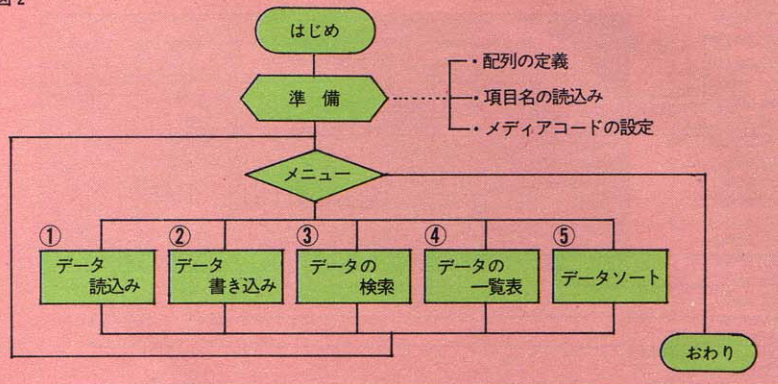 図2
はじめ
準 備
・配列の定義
・項目名の読込み
・メディアコードの設定
メニュー
①
データ
読込み
②
データ
書き込み
③
データの
検索
④
データの
一覧表
⑤
データソート
おわり